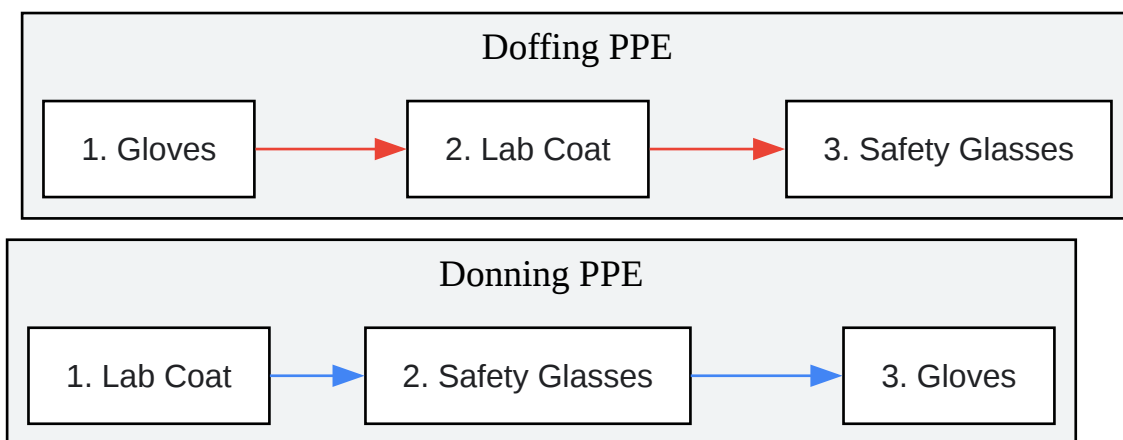 Doffing PPE
1. Gloves
2. Lab Coat
3. Safety Glasses
Donning PPE
1. Lab Coat
2. Safety Glasses
3. Gloves